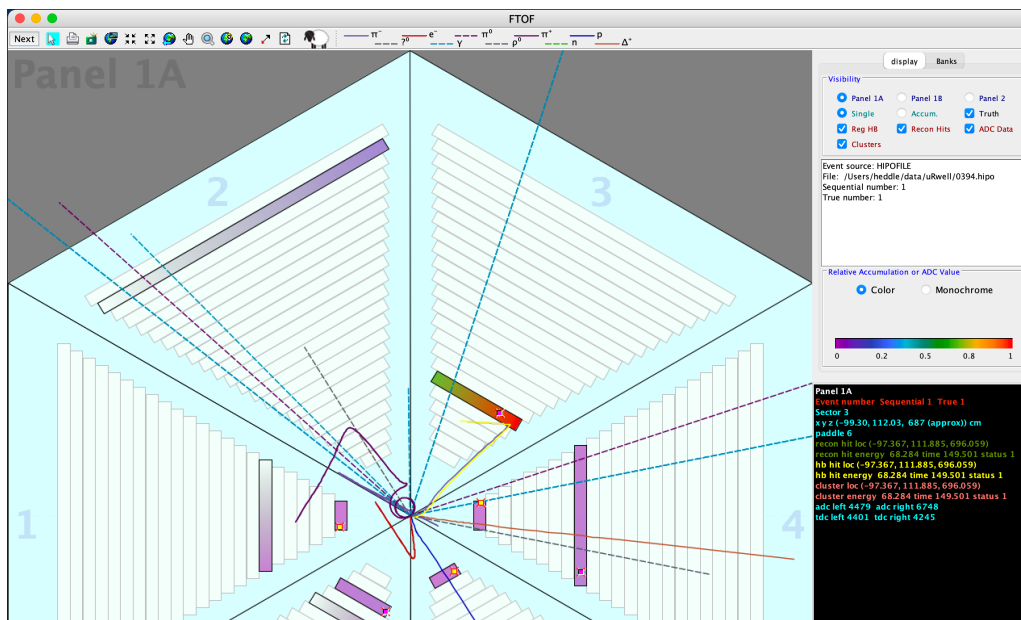 FTOF
Next
π⁻ e⁻ π⁰ π⁺ p
?⁰ γ ρ⁰ n Δ⁺
Panel 1A
2
3
1
4
display Banks
Visibility
Panel 1A Panel 1B Panel 2
Single Accum. Truth
Reg HB Recon Hits ADC Data
Clusters
Event source: HIPOFILE
File: /Users/heddle/data/uRwell/0394.hipo
Sequential number: 1
True number: 1
Relative Accumulation or ADC Value
Color Monochrome
0 0.2 0.5 0.8 1
Panel 1A
Event number Sequential 1 True 1
Sector 3
x y z (-99.30, 112.03, 687 (approx)) cm
paddle 6
recon hit loc (-97.367, 111.885, 696.059)
recon hit energy 68.284 time 149.501 status 1
hb hit loc (-97.367, 111.885, 696.059)
hb hit energy 68.284 time 149.501 status 1
cluster loc (-97.367, 111.885, 696.059)
cluster energy 68.284 time 149.501 status 1
adc left 4479 adc right 6748
tdc left 4401 tdc right 4245